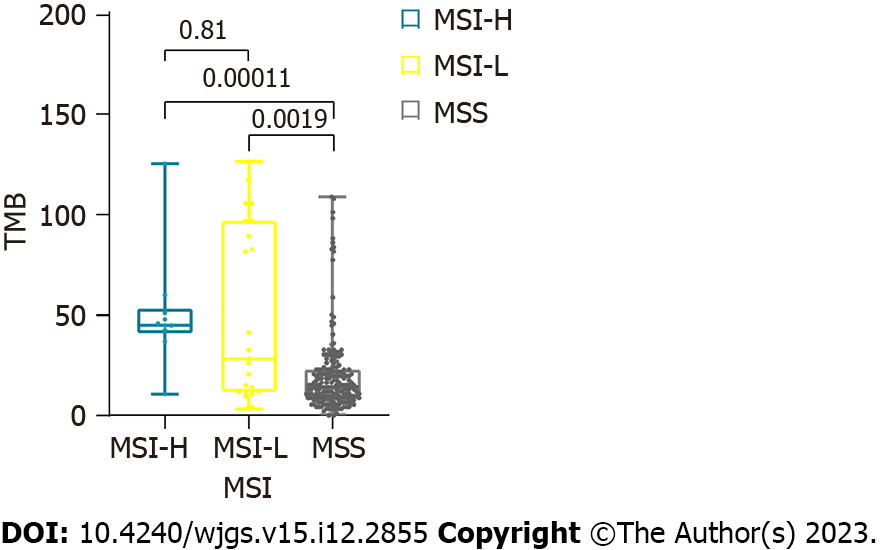 200
150
100
50
0
TMB
0.81
0.00011
0.0019
MSI-H
MSI-L
MSS
MSI-H MSI-L MSS
MSI
DOI: 10.4240/wjgs.v15.i12.2855 Copyright ©The Author(s) 2023.